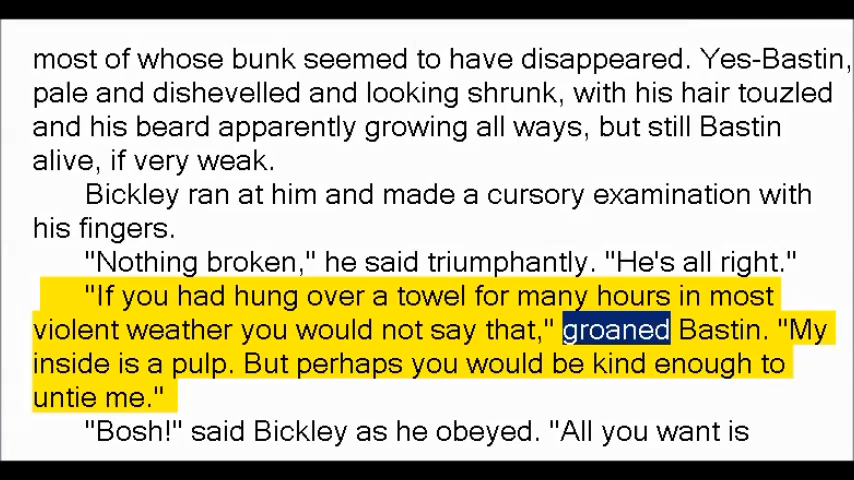 most of whose bunk seemed to have disappeared. Yes-Bastin,
pale and dishevelled and looking shrunk, with his hair touzled
and his beard apparently growing all ways, but still Bastin
alive, if very weak.
Bickley ran at him and made a cursory examination with
his fingers.
"Nothing broken," he said triumphantly. "He's all right."
"If you had hung over a towel for many hours in most
violent weather you would not say that," groaned Bastin. "My
inside is a pulp. But perhaps you would be kind enough to
untie me."
"Bosh!" said Bickley as he obeyed. "All you want is